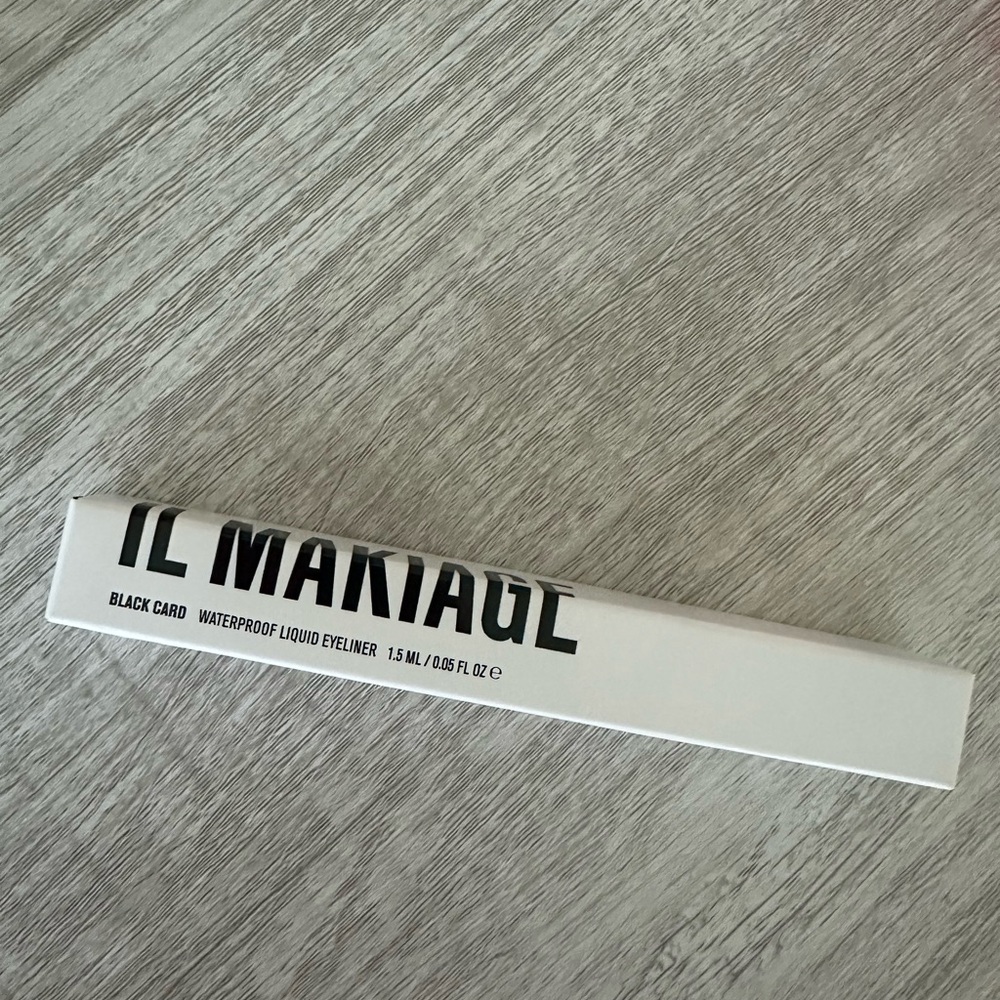 IL MAKIAGE
BLACK CARD WATERPROOF LIQUID EYELINER 1.5 ML / 0.05 FL OZ ℮